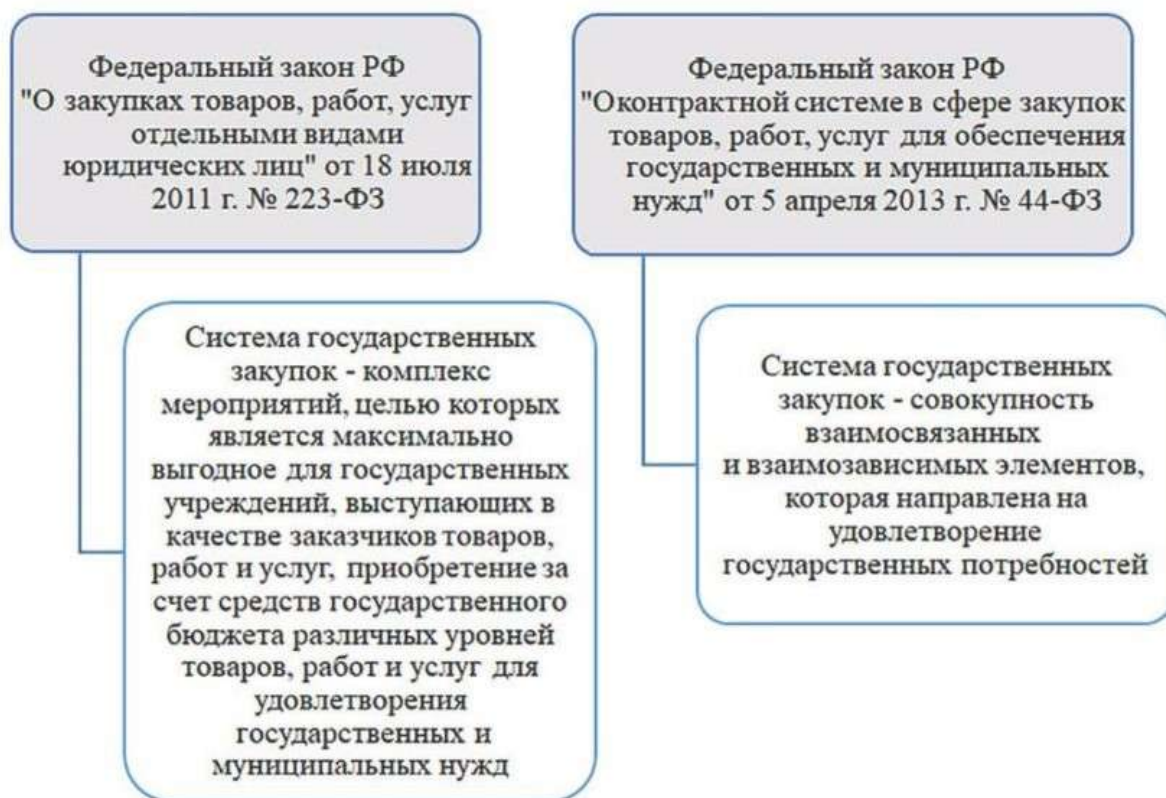 Федеральный закон РФ
"О закупках товаров, работ, услуг
отдельными видами
юридических лиц" от 18 июля
2011 г. № 223-ФЗ
Система государственных
закупок - комплекс
мероприятий, целью которых
является максимально
выгодное для государственных
учреждений, выступающих в
качестве заказчиков товаров,
работ и услуг, приобретение за
счет средств государственного
бюджета различных уровней
товаров, работ и услуг для
удовлетворения
государственных и
муниципальных нужд
Федеральный закон РФ
"Оконтрактной системе в сфере закупок
товаров, работ, услуг для обеспечения
государственных и муниципальных
нужд" от 5 апреля 2013 г. № 44-ФЗ
Система государственных
закупок - совокупность
взаимосвязанных
и взаимозависимых элементов,
которая направлена на
удовлетворение
государственных потребностей